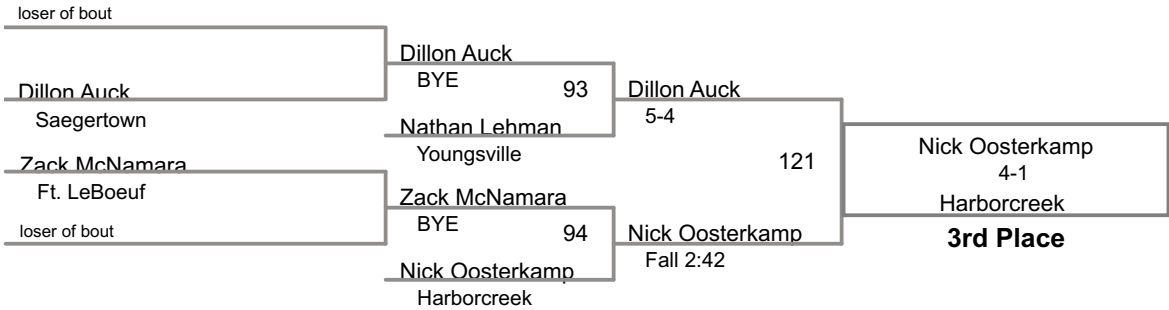 loser of bout
Dillon Auck
BYE
93
Dillon Auck
Saegertown
Dillon Auck
5-4
Nathan Lehman
Youngsville
Zack McNamara
Ft. LeBoeuf
121
Nick Oosterkamp
4-1
Harborcreek
3rd Place
Zack McNamara
BYE
94
loser of bout
Nick Oosterkamp
Fall 2:42
Nick Oosterkamp
Harborcreek